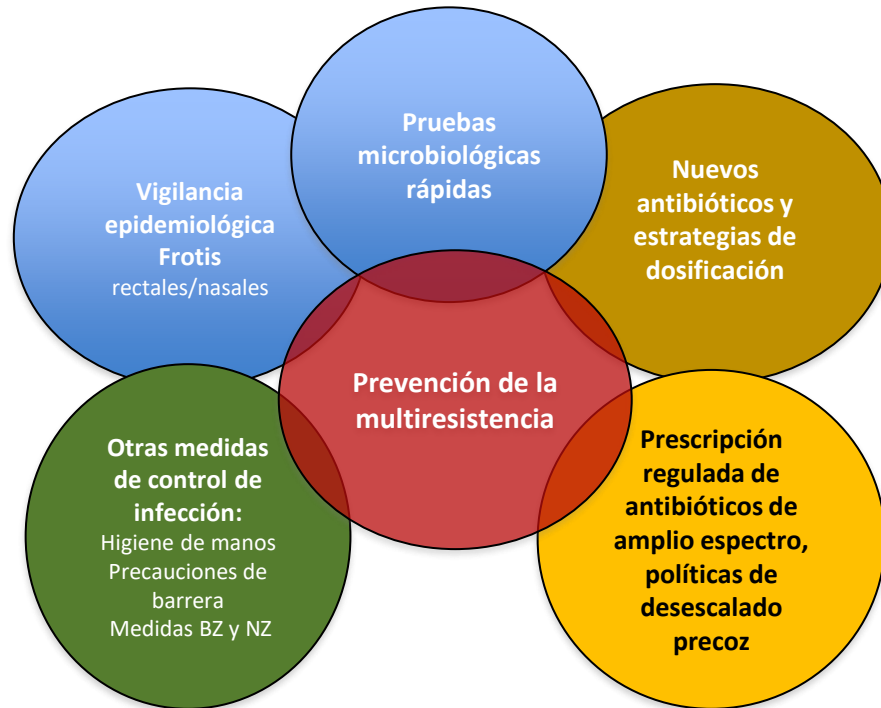 Pruebas
microbiológicas
rápidas
Vigilancia
epidemiológica
Frotis
rectales/nasales
Nuevos
antibióticos y
estrategias de
dosificación
Prevención de la
multiresistencia
Otras medidas
de control de
infección:
Higiene de manos
Precauciones de
barrera
Medidas BZ y NZ
Prescripción
regulada de
antibióticos de
amplio espectro,
políticas de
desescalado
precoz